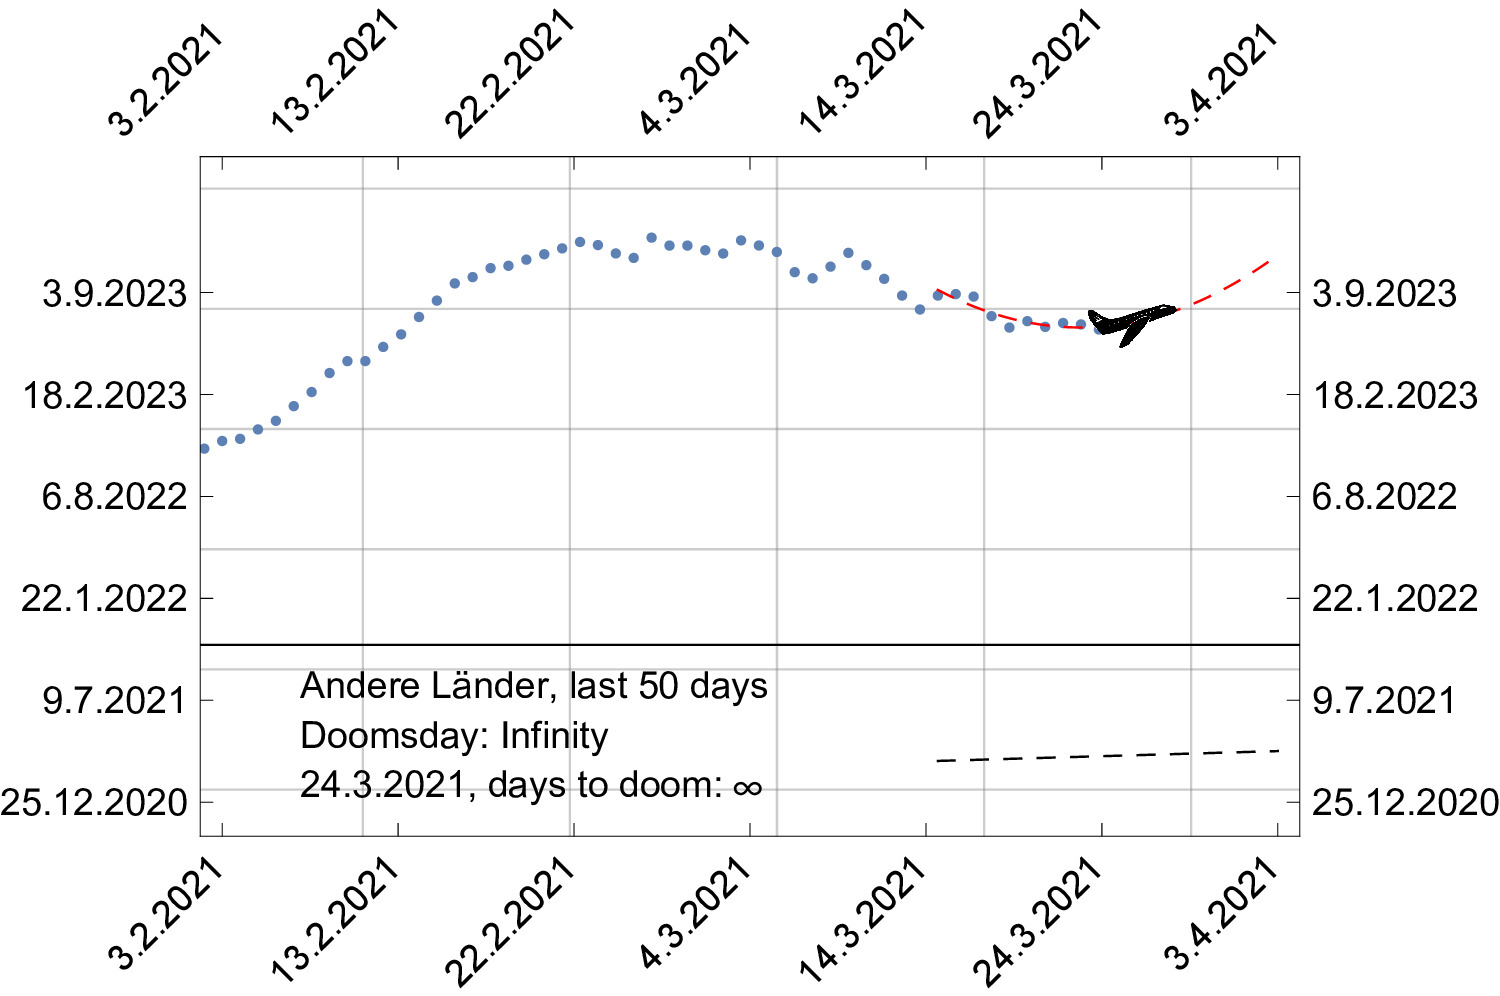 3.2.2021 13.2.2021 22.2.2021 4.3.2021 14.3.2021 24.3.2021 3.4.2021
3.9.2023 3.9.2023
18.2.2023 18.2.2023
6.8.2022 6.8.2022
22.1.2022 22.1.2022
Andere Länder, last 50 days
9.7.2021 9.7.2021
Doomsday: Infinity
24.3.2021, days to doom: ∞
25.12.2020 25.12.2020
3.2.2021 13.2.2021 22.2.2021 4.3.2021 14.3.2021 24.3.2021 3.4.2021